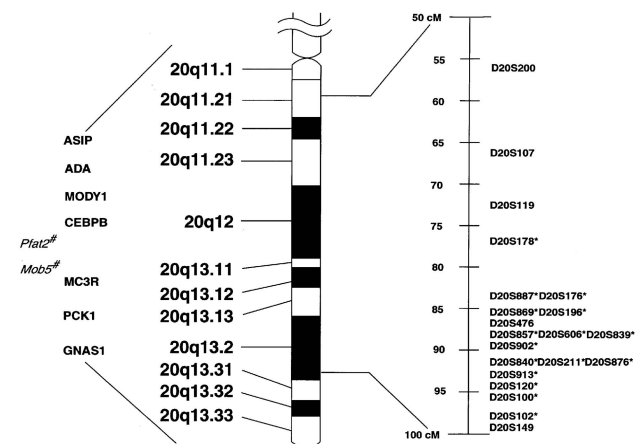 50 cM
55
D20S200
20q11.1
20q11.21
60
20q11.22
ASIP
65
D20S107
20q11.23
ADA
70
MODY1
D20S119
CEBPB
20q12
75
Pfat2#
D20S178*
Mob5#
20q13.11
80
MC3R
20q13.12
D20S887*D20S176*
85
D20S869*D20S196*
PCK1
20q13.13
D20S476
D20S857*D20S606*D20S839*
GNAS1
20q13.2
90
D20S902*
D20S840*D20S211*D20S876*
20q13.31
D20S913*
95
D20S120*
20q13.32
D20S100*
20q13.33
D20S102*
D20S149
100 cM